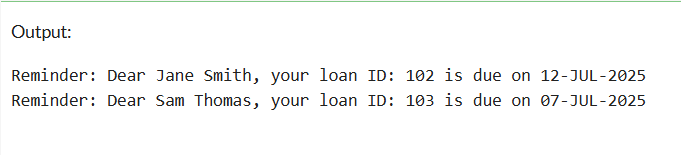 Output:
Reminder: Dear Jane Smith, your loan ID: 102 is due on 12-JUL-2025
Reminder: Dear Sam Thomas, your loan ID: 103 is due on 07-JUL-2025